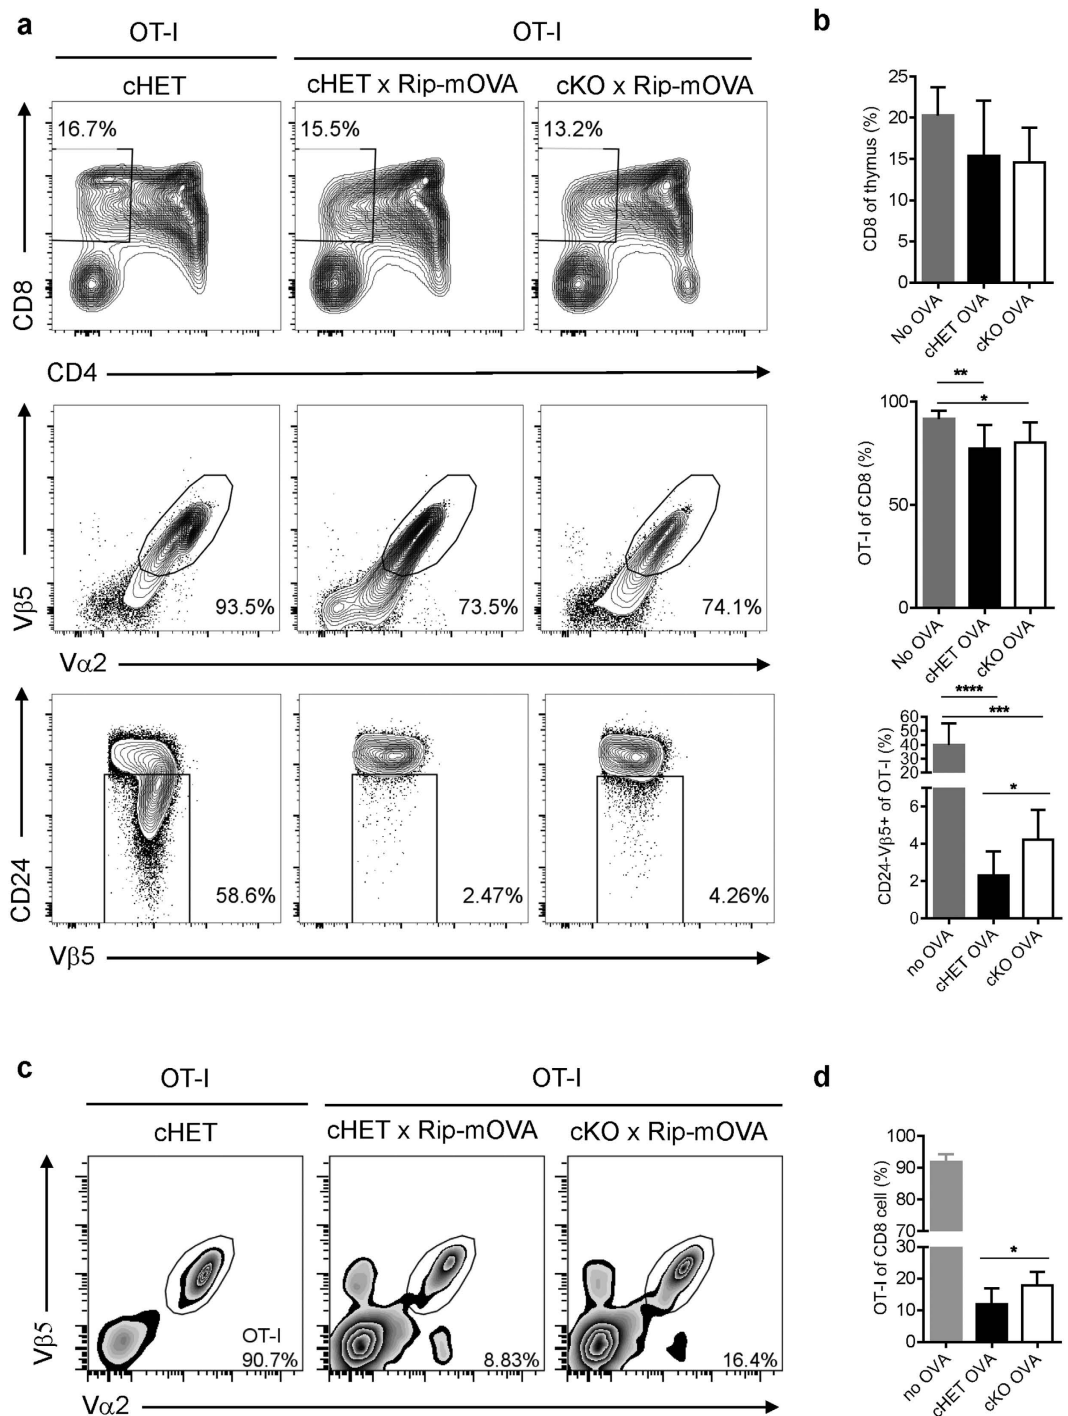 a
OT-I
OT-I
cHET
cHET x Rip-mOVA
cKO x Rip-mOVA
16.7%
15.5%
13.2%
CD8
CD4
93.5%
73.5%
74.1%
Vβ5
Vα2
58.6%
2.47%
4.26%
CD24
Vβ5
b
25
20
15
10
5
0
CD8 of thymus (%)
No OVA
cHET OVA
cKO OVA
**
*
100
50
0
OT-I of CD8 (%)
No OVA
cHET OVA
cKO OVA
****
***
60
50
40
30
20
*
6
4
2
0
CD24-Vβ5+ of OT-I (%)
no OVA
cHET OVA
cKO OVA
c
OT-I
OT-I
cHET
cHET x Rip-mOVA
cKO x Rip-mOVA
Vβ5
OT-I
90.7%
8.83%
16.4%
Vα2
d
100
90
80
70
30
20
10
0
*
OT-I of CD8 cell (%)
no OVA
cHET OVA
cKO OVA